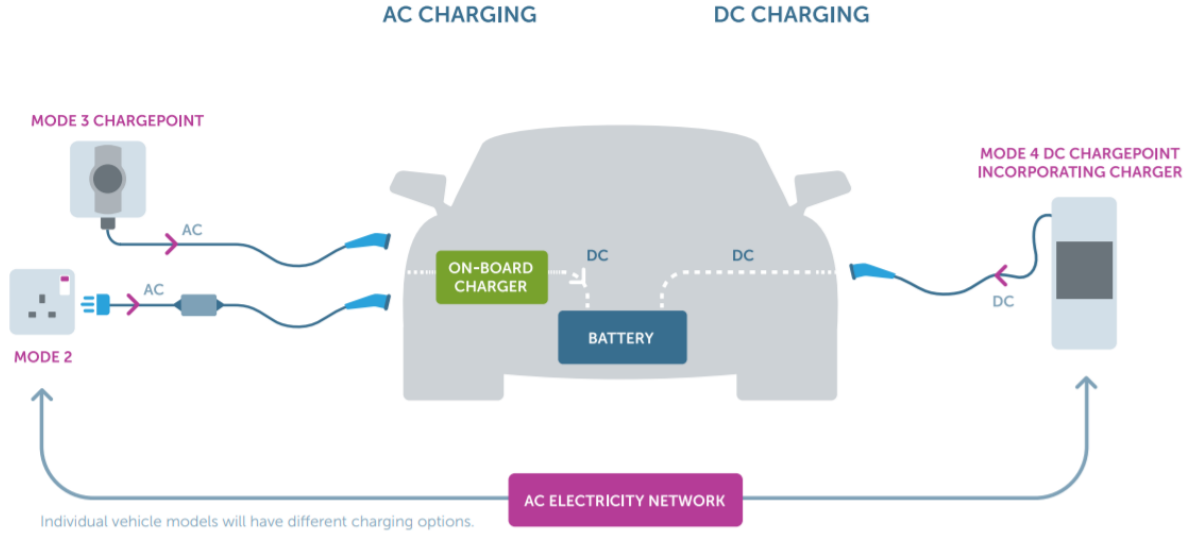 AC CHARGING
DC CHARGING
MODE 3 CHARGEPOINT
MODE 4 DC CHARGEPOINT
INCORPORATING CHARGER
AC
AC
MODE 2
ON-BOARD
CHARGER
DC
DC
BATTERY
DC
AC ELECTRICITY NETWORK
Individual vehicle models will have different charging options.